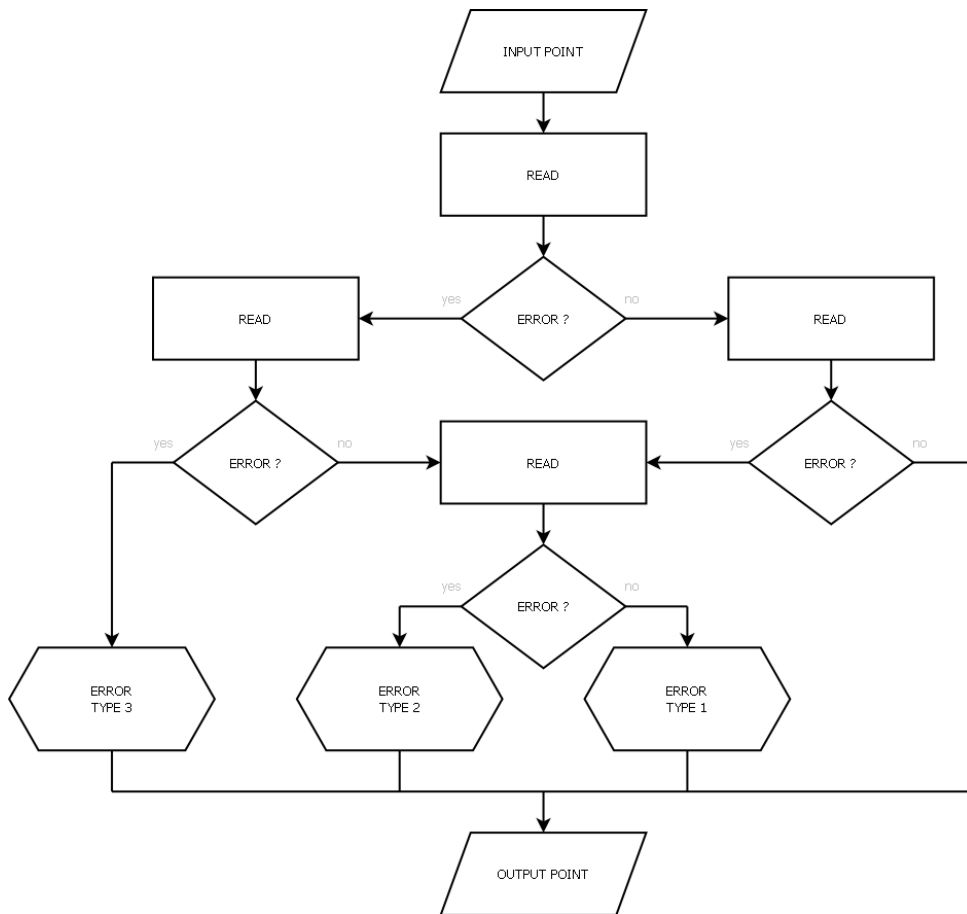 INPUT POINT
READ
yes
ERROR ?
no
READ
READ
yes
ERROR ?
no
READ
yes
ERROR ?
no
yes
ERROR ?
no
ERROR
TYPE 3
ERROR
TYPE 2
ERROR
TYPE 1
OUTPUT POINT